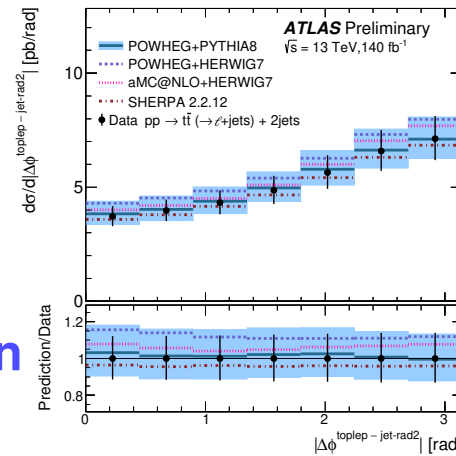 ATLAS Preliminary
√s = 13 TeV,140 fb⁻¹
POWHEG+PYTHIA8
POWHEG+HERWIG7
aMC@NLO+HERWIG7
SHERPA 2.2.12
Data pp → tt̄ (→ℓ+jets) + 2jets
dσ/d|Δφ^toplep − jet-rad2| [pb/rad]
10
5
0
Prediction/Data
1.2
1
0.8
0 1 2 3
|Δφ^toplep − jet-rad2| [rad
n